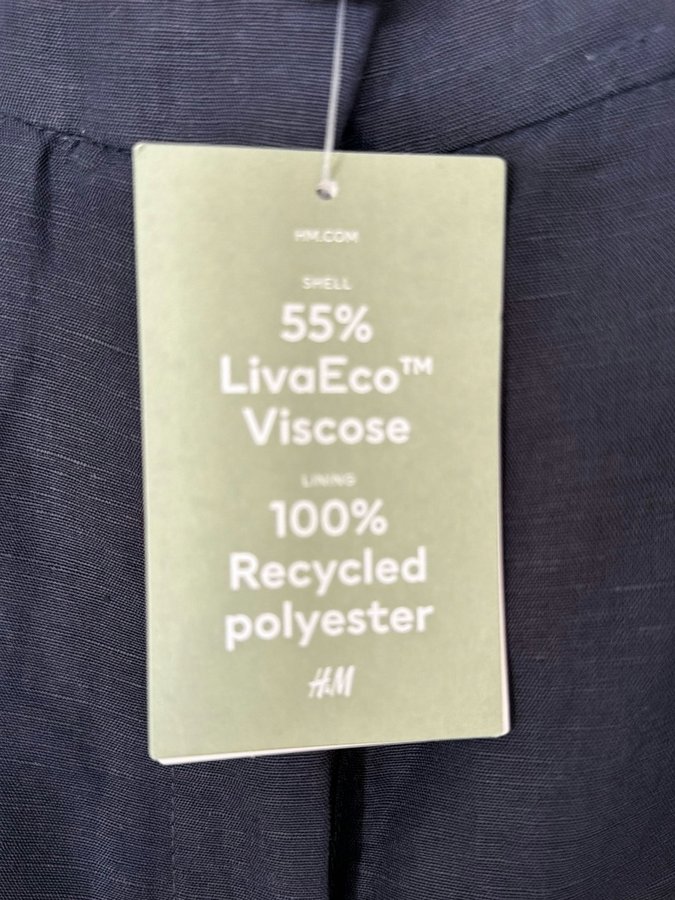 HM.COM
SHELL
55%
LivaEco™
Viscose
LINING
100%
Recycled
polyester
H&M